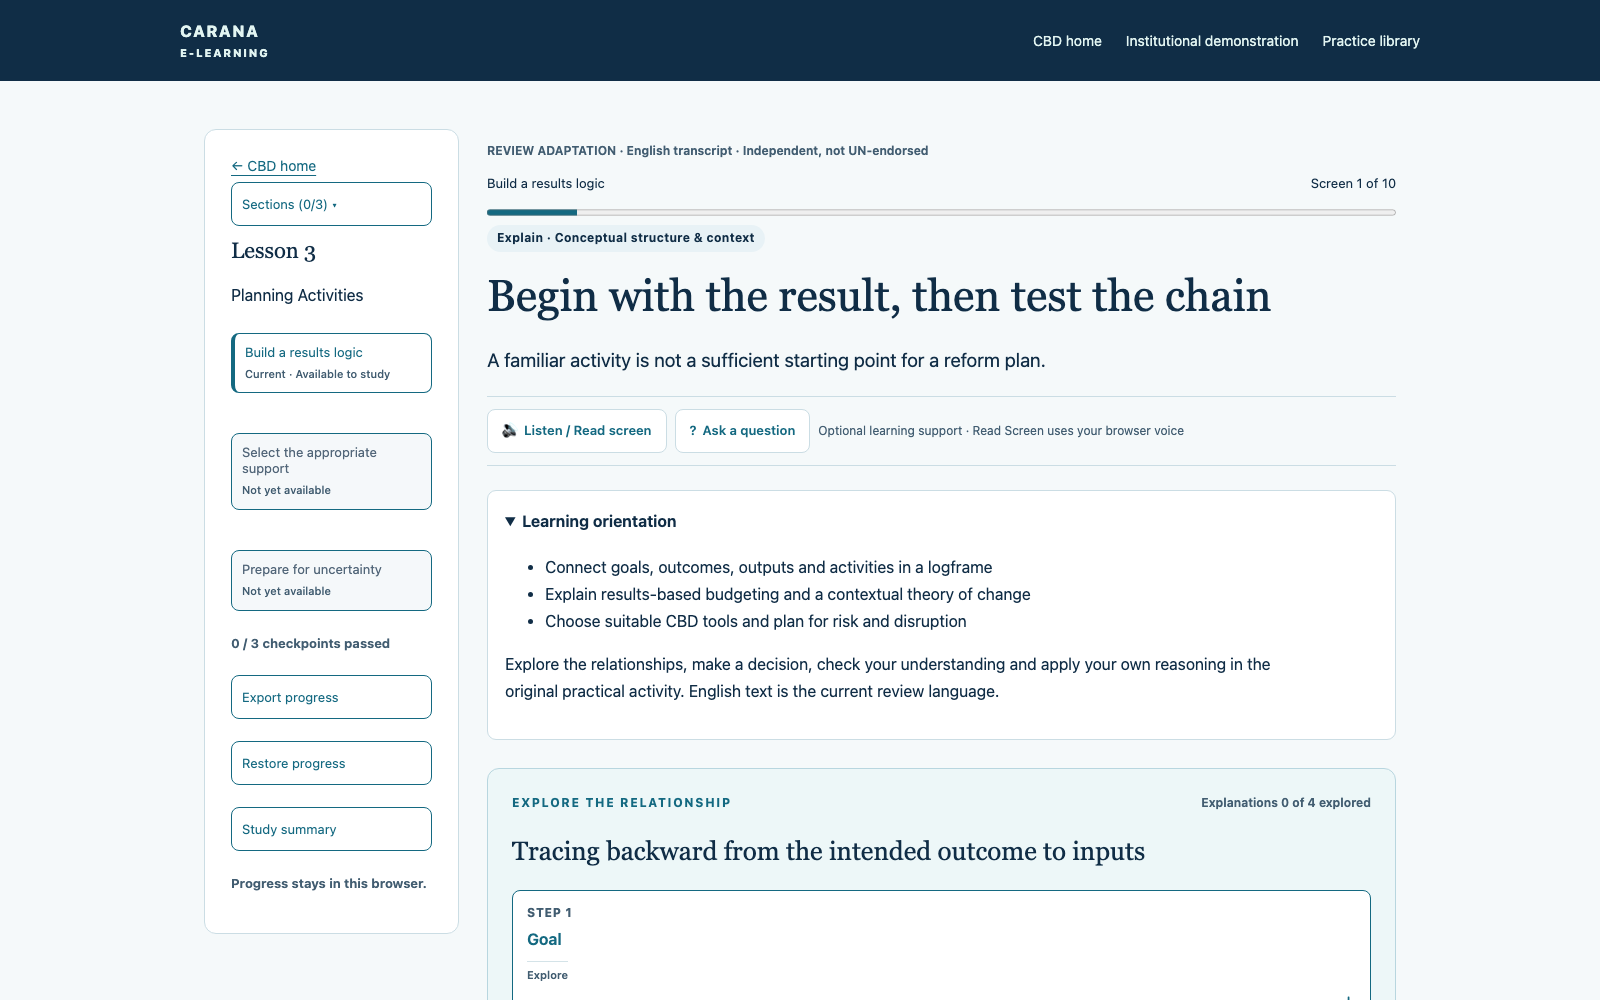 CARANA
E-LEARNING
CBD home
Institutional demonstration
Practice library
← CBD home
Sections (0/3) ▾
Lesson 3
Planning Activities
Build a results logic
Current · Available to study
Select the appropriate
support
Not yet available
Prepare for uncertainty
Not yet available
0 / 3 checkpoints passed
Export progress
Restore progress
Study summary
Progress stays in this browser.
REVIEW ADAPTATION · English transcript · Independent, not UN-endorsed
Build a results logic
Screen 1 of 10
Explain · Conceptual structure & context
Begin with the result, then test the chain
A familiar activity is not a sufficient starting point for a reform plan.
🔊 Listen / Read screen
? Ask a question
Optional learning support · Read Screen uses your browser voice
▼ Learning orientation
• Connect goals, outcomes, outputs and activities in a logframe
• Explain results-based budgeting and a contextual theory of change
• Choose suitable CBD tools and plan for risk and disruption
Explore the relationships, make a decision, check your understanding and apply your own reasoning in the
original practical activity. English text is the current review language.
EXPLORE THE RELATIONSHIP
Explanations 0 of 4 explored
Tracing backward from the intended outcome to inputs
STEP 1
Goal
Explore